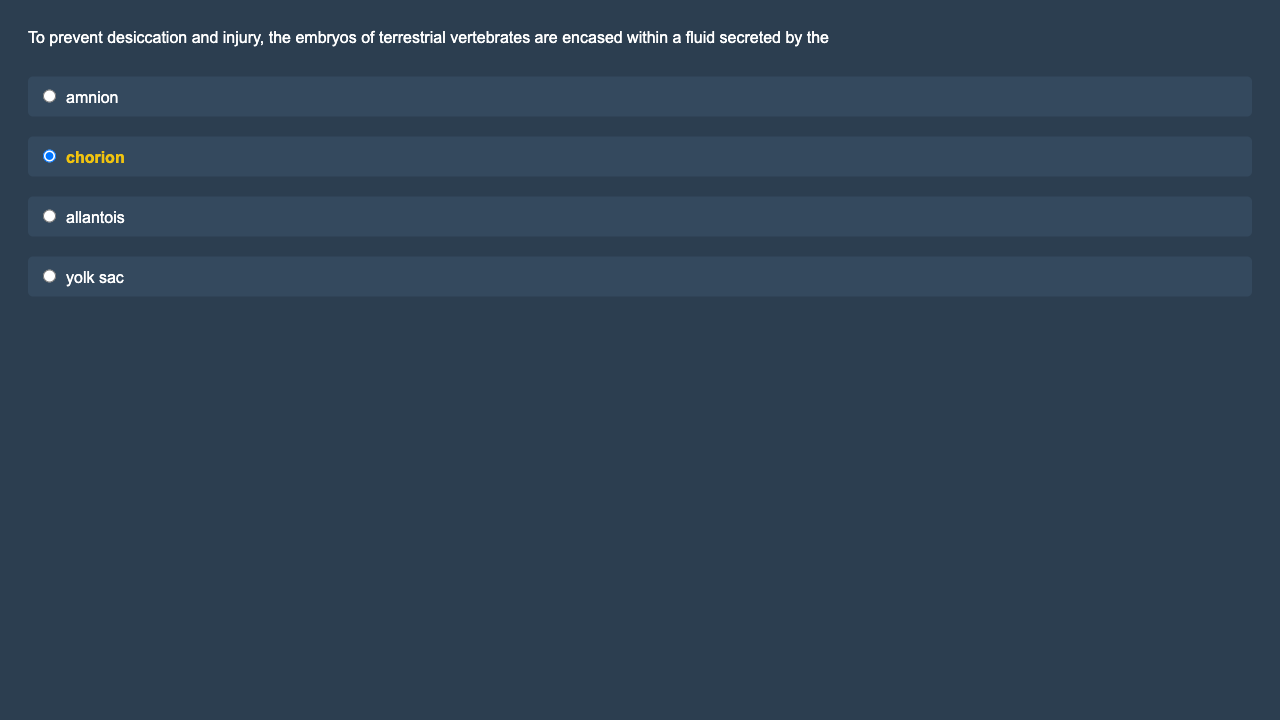 To prevent desiccation and injury, the embryos of terrestrial vertebrates are encased within a fluid secreted by the
amnion
chorion
allantois
yolk sac